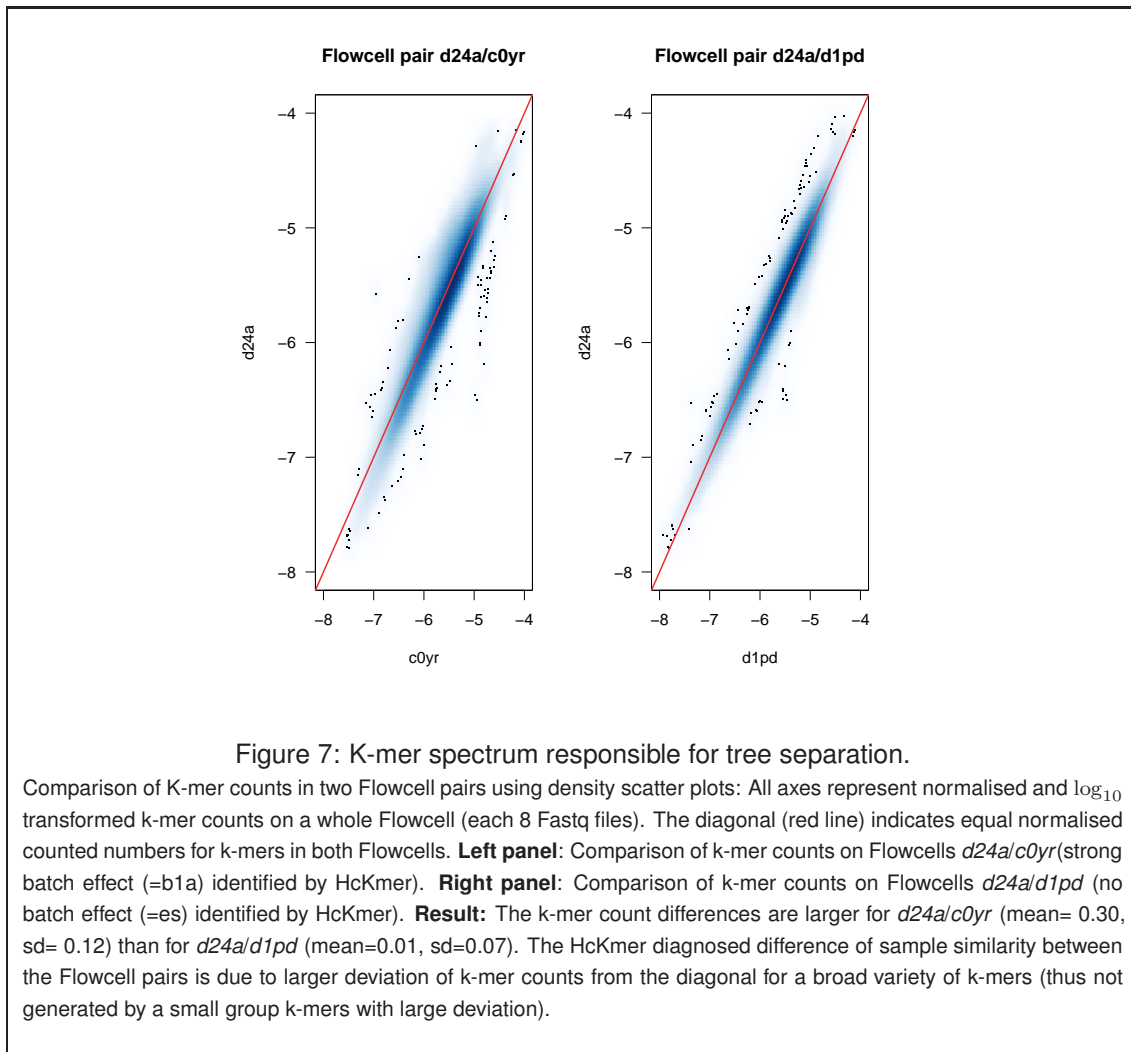 Flowcell pair d24a/c0yr
Flowcell pair d24a/d1pd
−4
−5
−6
−7
−8
d24a
−8 −7 −6 −5 −4
c0yr
−4
−5
−6
−7
−8
d24a
−8 −7 −6 −5 −4
d1pd
Figure 7: K-mer spectrum responsible for tree separation.
Comparison of K-mer counts in two Flowcell pairs using density scatter plots: All axes represent normalised and log10
transformed k-mer counts on a whole Flowcell (each 8 Fastq files). The diagonal (red line) indicates equal normalised
counted numbers for k-mers in both Flowcells. Left panel: Comparison of k-mer counts on Flowcells d24a/c0yr(strong
batch effect (=b1a) identified by HcKmer). Right panel: Comparison of k-mer counts on Flowcells d24a/d1pd (no
batch effect (=es) identified by HcKmer). Result: The k-mer count differences are larger for d24a/c0yr (mean= 0.30,
sd= 0.12) than for d24a/d1pd (mean=0.01, sd=0.07). The HcKmer diagnosed difference of sample similarity between
the Flowcell pairs is due to larger deviation of k-mer counts from the diagonal for a broad variety of k-mers (thus not
generated by a small group k-mers with large deviation).